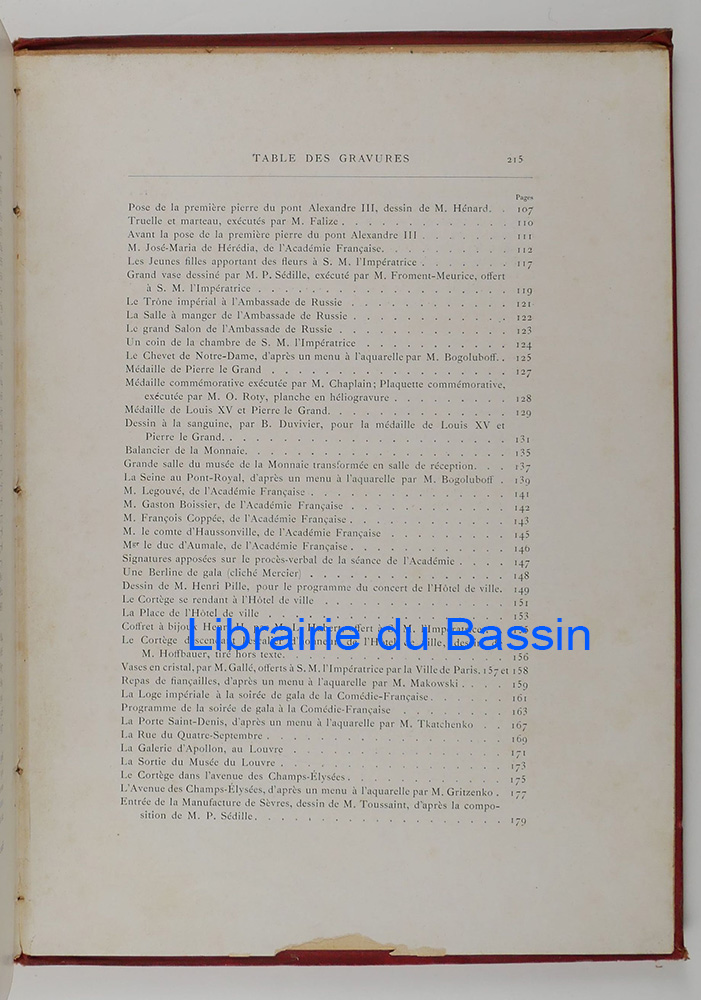 TABLE DES GRAVURES 215
Pages
Pose de la première pierre du pont Alexandre III, dessin de M. Hénard. . 107
Truelle et marteau, exécutés par M. Falize . . . . . . . . . . . . . 110
Avant la pose de la première pierre du pont Alexandre III . . . . . . . 111
M. José-Maria de Hérédia, de l'Académie Française. . . . . . . . . . 112
Les Jeunes filles apportant des fleurs à S. M. l'Impératrice . . . . . . . 117
Grand vase dessiné par M. P. Sédille, exécuté par M. Froment-Meurice, offert
à S. M. l'Impératrice . . . . . . . . . . . . . . . . . . . 119
Le Trône impérial à l'Ambassade de Russie . . . . . . . . . . . . 121
La Salle à manger de l'Ambassade de Russie . . . . . . . . . . . . 122
Le grand Salon de l'Ambassade de Russie . . . . . . . . . . . . . 123
Un coin de la chambre de S. M. l'Impératrice . . . . . . . . . . . 124
Le Chevet de Notre-Dame, d'après un menu à l'aquarelle par M. Bogoluboff. . 125
Médaille de Pierre le Grand . . . . . . . . . . . . . . . . . . 127
Médaille commémorative exécutée par M. Chaplain; Plaquette commémorative,
exécutée par M. O. Roty, planche en héliogravure . . . . . . . . . 128
Médaille de Louis XV et Pierre le Grand. . . . . . . . . . . . . . 129
Dessin à la sanguine, par B. Duvivier, pour la médaille de Louis XV et
Pierre le Grand. . . . . . . . . . . . . . . . . . . . . . 131
Balancier de la Monnaie. . . . . . . . . . . . . . . . . . . . 135
Grande salle du musée de la Monnaie transformée en salle de réception. . . 137
La Seine au Pont-Royal, d'après un menu à l'aquarelle par M. Bogoluboff . 139
M. Legouvé, de l'Académie Française . . . . . . . . . . . . . . . 141
M. Gaston Boissier, de l'Académie Française . . . . . . . . . . . . 142
M. François Coppée, de l'Académie Française . . . . . . . . . . . . 143
M. le comte d'Haussonville, de l'Académie Française . . . . . . . . . 145
Mgr le duc d'Aumale, de l'Académie Française . . . . . . . . . . . . 146
Signatures apposées sur le procès-verbal de la séance de l'Académie . . . . 147
Une Berline de gala (cliché Mercier) . . . . . . . . . . . . . . . 148
Dessin de M. Henri Pille, pour le programme du concert de l'Hôtel de ville. 149
Le Cortège se rendant à l'Hôtel de ville . . . . . . . . . . . . . . 151
La Place de l'Hôtel de ville . . . . . . . . . . . . . . . . . . 153
Coffret à bijoux
Librairie du Bassin
Le Cortège
M. Hoffbauer, tiré hors texte. . . . . . . . . . . . . . . . . 156
Vases en cristal, par M. Gallé, offerts à S. M. l'Impératrice par la Ville de Paris, 157 et 158
Repas de fiançailles, d'après un menu à l'aquarelle par M. Makowski . . . . 159
La Loge impériale à la soirée de gala de la Comédie-Française . . . . . . 161
Programme de la soirée de gala à la Comédie-Française . . . . . . . . 163
La Porte Saint-Denis, d'après un menu à l'aquarelle par M. Tkatchenko . . 167
La Rue du Quatre-Septembre . . . . . . . . . . . . . . . . . . 169
La Galerie d'Apollon, au Louvre . . . . . . . . . . . . . . . . 171
La Sortie du Musée du Louvre . . . . . . . . . . . . . . . . . 173
Le Cortège dans l'avenue des Champs-Élysées . . . . . . . . . . . . 175
L'Avenue des Champs-Élysées, d'après un menu à l'aquarelle par M. Gritzenko . 177
Entrée de la Manufacture de Sèvres, dessin de M. Toussaint, d'après la compo-
sition de M. P. Sédille. . . . . . . . . . . . . . . . . . . . 179